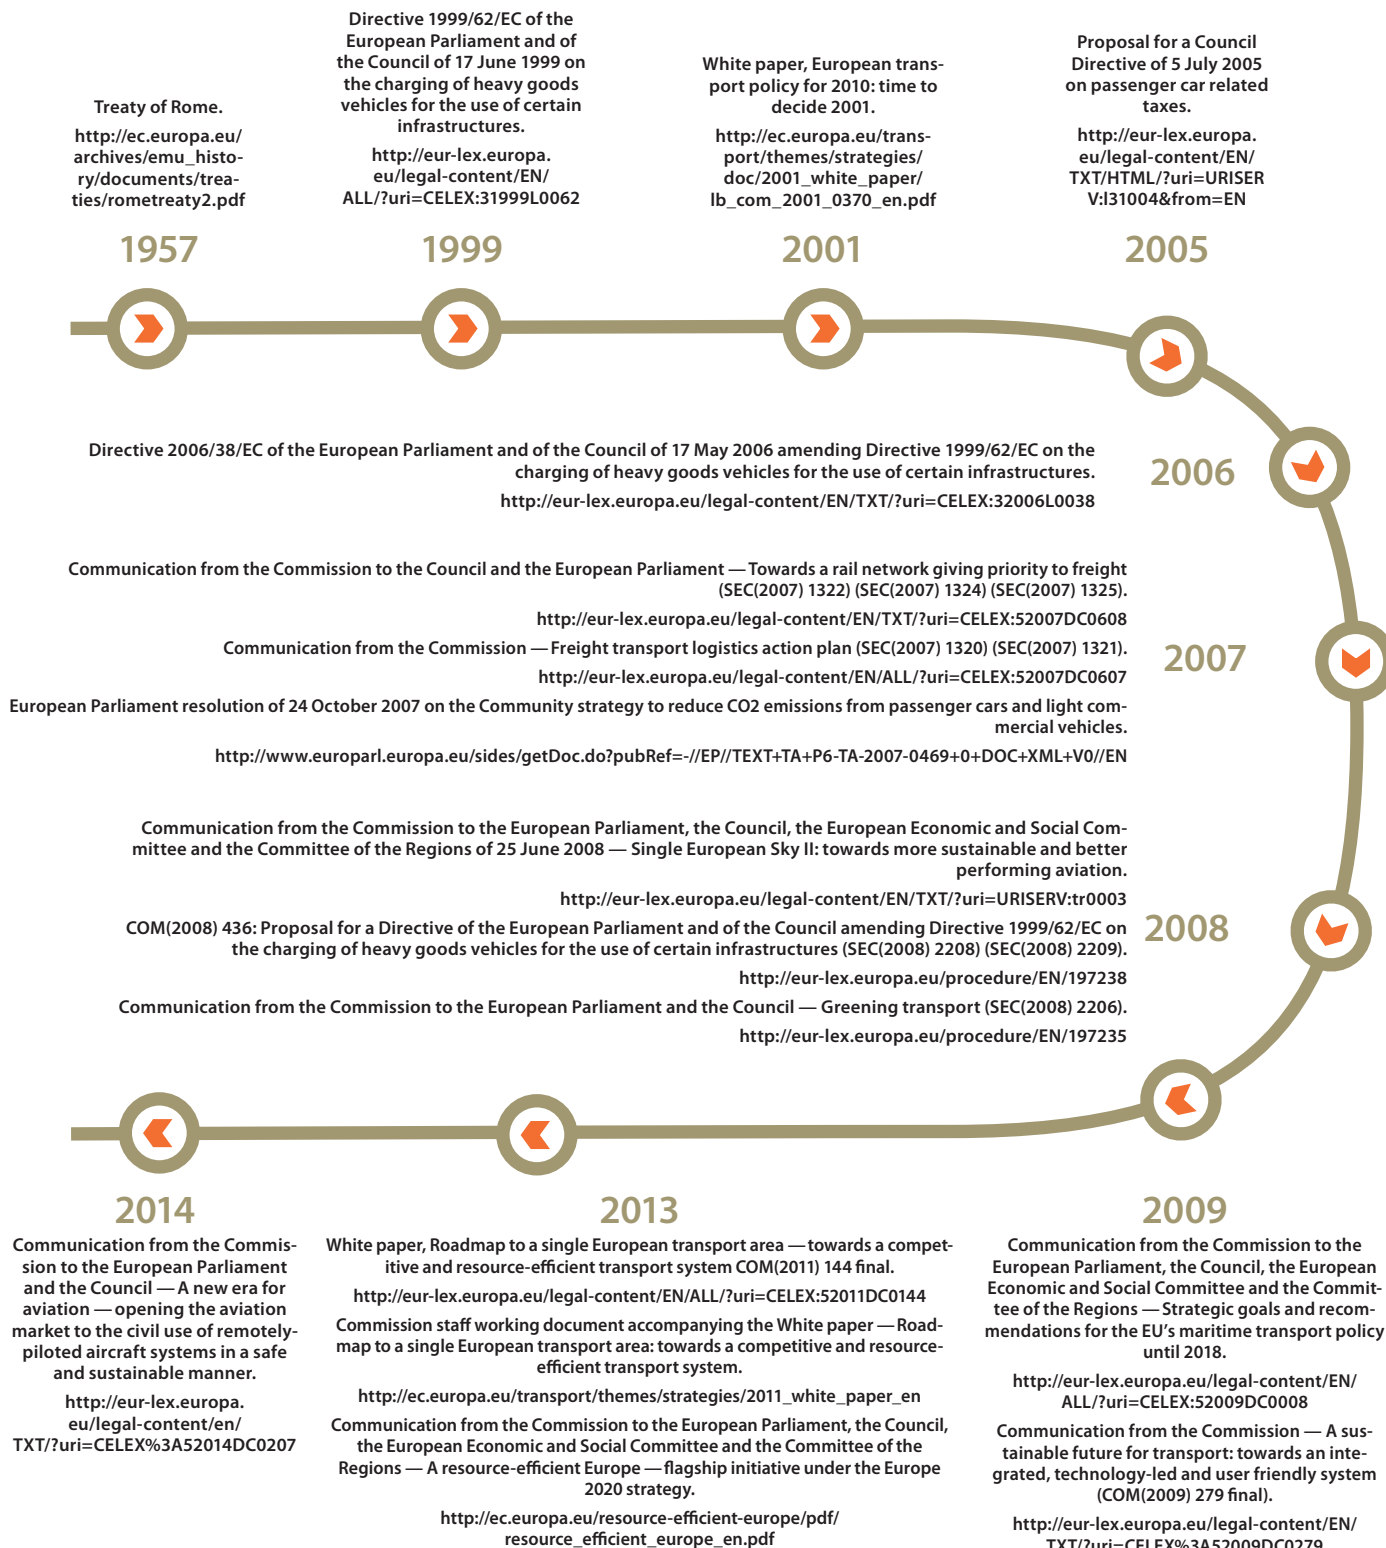 Treaty of Rome.
http://ec.europa.eu/
archives/emu_histo-
ry/documents/trea-
ties/rometreaty2.pdf
1957
Directive 1999/62/EC of the
European Parliament and of
the Council of 17 June 1999 on
the charging of heavy goods
vehicles for the use of certain
infrastructures.
http://eur-lex.europa.
eu/legal-content/EN/
ALL/?uri=CELEX:31999L0062
1999
White paper, European trans-
port policy for 2010: time to
decide 2001.
http://ec.europa.eu/trans-
port/themes/strategies/
doc/2001_white_paper/
lb_com_2001_0370_en.pdf
2001
Proposal for a Council
Directive of 5 July 2005
on passenger car related
taxes.
http://eur-lex.europa.
eu/legal-content/EN/
TXT/HTML/?uri=URISER
V:l31004&from=EN
2005
Directive 2006/38/EC of the European Parliament and of the Council of 17 May 2006 amending Directive 1999/62/EC on the
charging of heavy goods vehicles for the use of certain infrastructures.
http://eur-lex.europa.eu/legal-content/EN/TXT/?uri=CELEX:32006L0038
2006
Communication from the Commission to the Council and the European Parliament — Towards a rail network giving priority to freight
(SEC(2007) 1322) (SEC(2007) 1324) (SEC(2007) 1325).
http://eur-lex.europa.eu/legal-content/EN/TXT/?uri=CELEX:52007DC0608
Communication from the Commission — Freight transport logistics action plan (SEC(2007) 1320) (SEC(2007) 1321).
http://eur-lex.europa.eu/legal-content/EN/ALL/?uri=CELEX:52007DC0607
European Parliament resolution of 24 October 2007 on the Community strategy to reduce CO2 emissions from passenger cars and light com-
mercial vehicles.
http://www.europarl.europa.eu/sides/getDoc.do?pubRef=-//EP//TEXT+TA+P6-TA-2007-0469+0+DOC+XML+V0//EN
2007
Communication from the Commission to the European Parliament, the Council, the European Economic and Social Com-
mittee and the Committee of the Regions of 25 June 2008 — Single European Sky II: towards more sustainable and better
performing aviation.
http://eur-lex.europa.eu/legal-content/EN/TXT/?uri=URISERV:tr0003
COM(2008) 436: Proposal for a Directive of the European Parliament and of the Council amending Directive 1999/62/EC on
the charging of heavy goods vehicles for the use of certain infrastructures (SEC(2008) 2208) (SEC(2008) 2209).
http://eur-lex.europa.eu/procedure/EN/197238
Communication from the Commission to the European Parliament and the Council — Greening transport (SEC(2008) 2206).
http://eur-lex.europa.eu/procedure/EN/197235
2008
2014
Communication from the Commis-
sion to the European Parliament
and the Council — A new era for
aviation — opening the aviation
market to the civil use of remotely-
piloted aircraft systems in a safe
and sustainable manner.
http://eur-lex.europa.
eu/legal-content/en/
TXT/?uri=CELEX%3A52014DC0207
2013
White paper, Roadmap to a single European transport area — towards a compet-
itive and resource-efficient transport system COM(2011) 144 final.
http://eur-lex.europa.eu/legal-content/EN/ALL/?uri=CELEX:52011DC0144
Commission staff working document accompanying the White paper — Road-
map to a single European transport area: towards a competitive and resource-
efficient transport system.
http://ec.europa.eu/transport/themes/strategies/2011_white_paper_en
Communication from the Commission to the European Parliament, the Council,
the European Economic and Social Committee and the Committee of the
Regions — A resource-efficient Europe — flagship initiative under the Europe
2020 strategy.
http://ec.europa.eu/resource-efficient-europe/pdf/
resource_efficient_europe_en.pdf
2009
Communication from the Commission to the
European Parliament, the Council, the European
Economic and Social Committee and the Commit-
tee of the Regions — Strategic goals and recom-
mendations for the EU's maritime transport policy
until 2018.
http://eur-lex.europa.eu/legal-content/EN/
ALL/?uri=CELEX:52009DC0008
Communication from the Commission — A sus-
tainable future for transport: towards an inte-
grated, technology-led and user friendly system
(COM(2009) 279 final).
http://eur-lex.europa.eu/legal-content/EN/
TXT/?uri=CELEX%3A52009DC0279